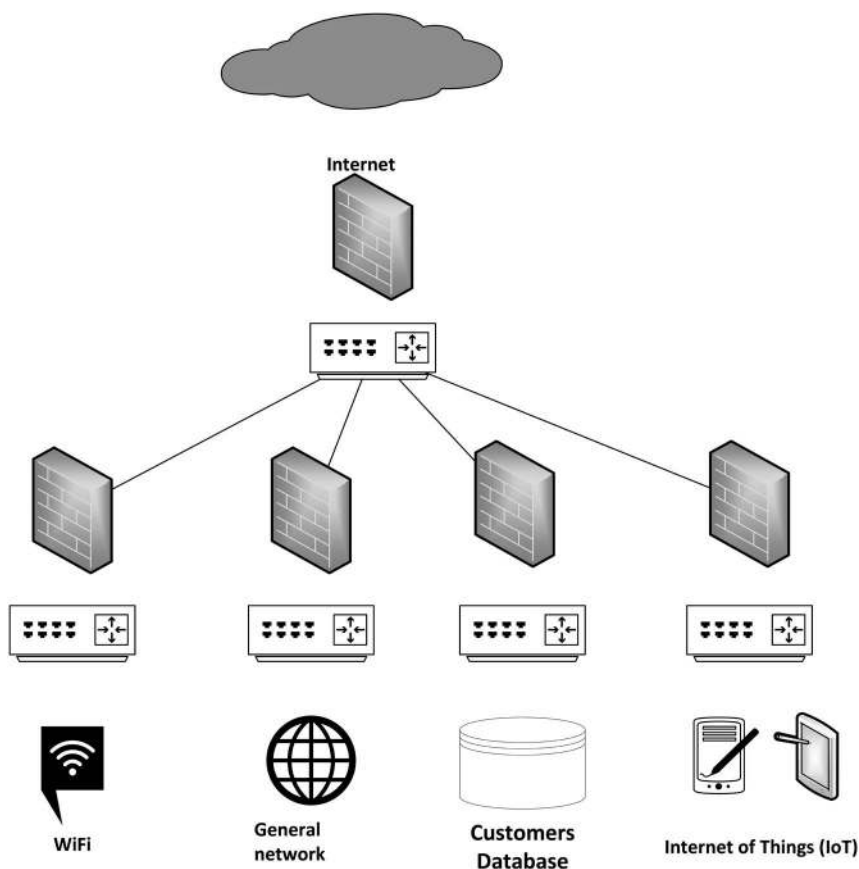 Internet
WiFi
General
network
Customers
Database
Internet of Things (IoT)